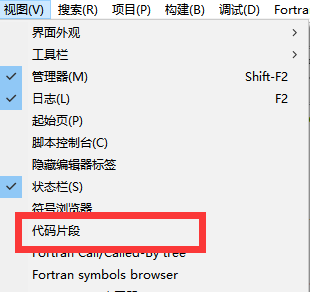 视图(V) 搜索(R) 项目(P) 构建(B) 调试(D) Fortra
界面外观
工具栏
管理器(M) Shift-F2
日志(L) F2
起始页(P)
脚本控制台(C)
隐藏编辑器标签
状态栏(S)
符号浏览器
代码片段
Fortran Call/Called-By tree
Fortran symbols browser